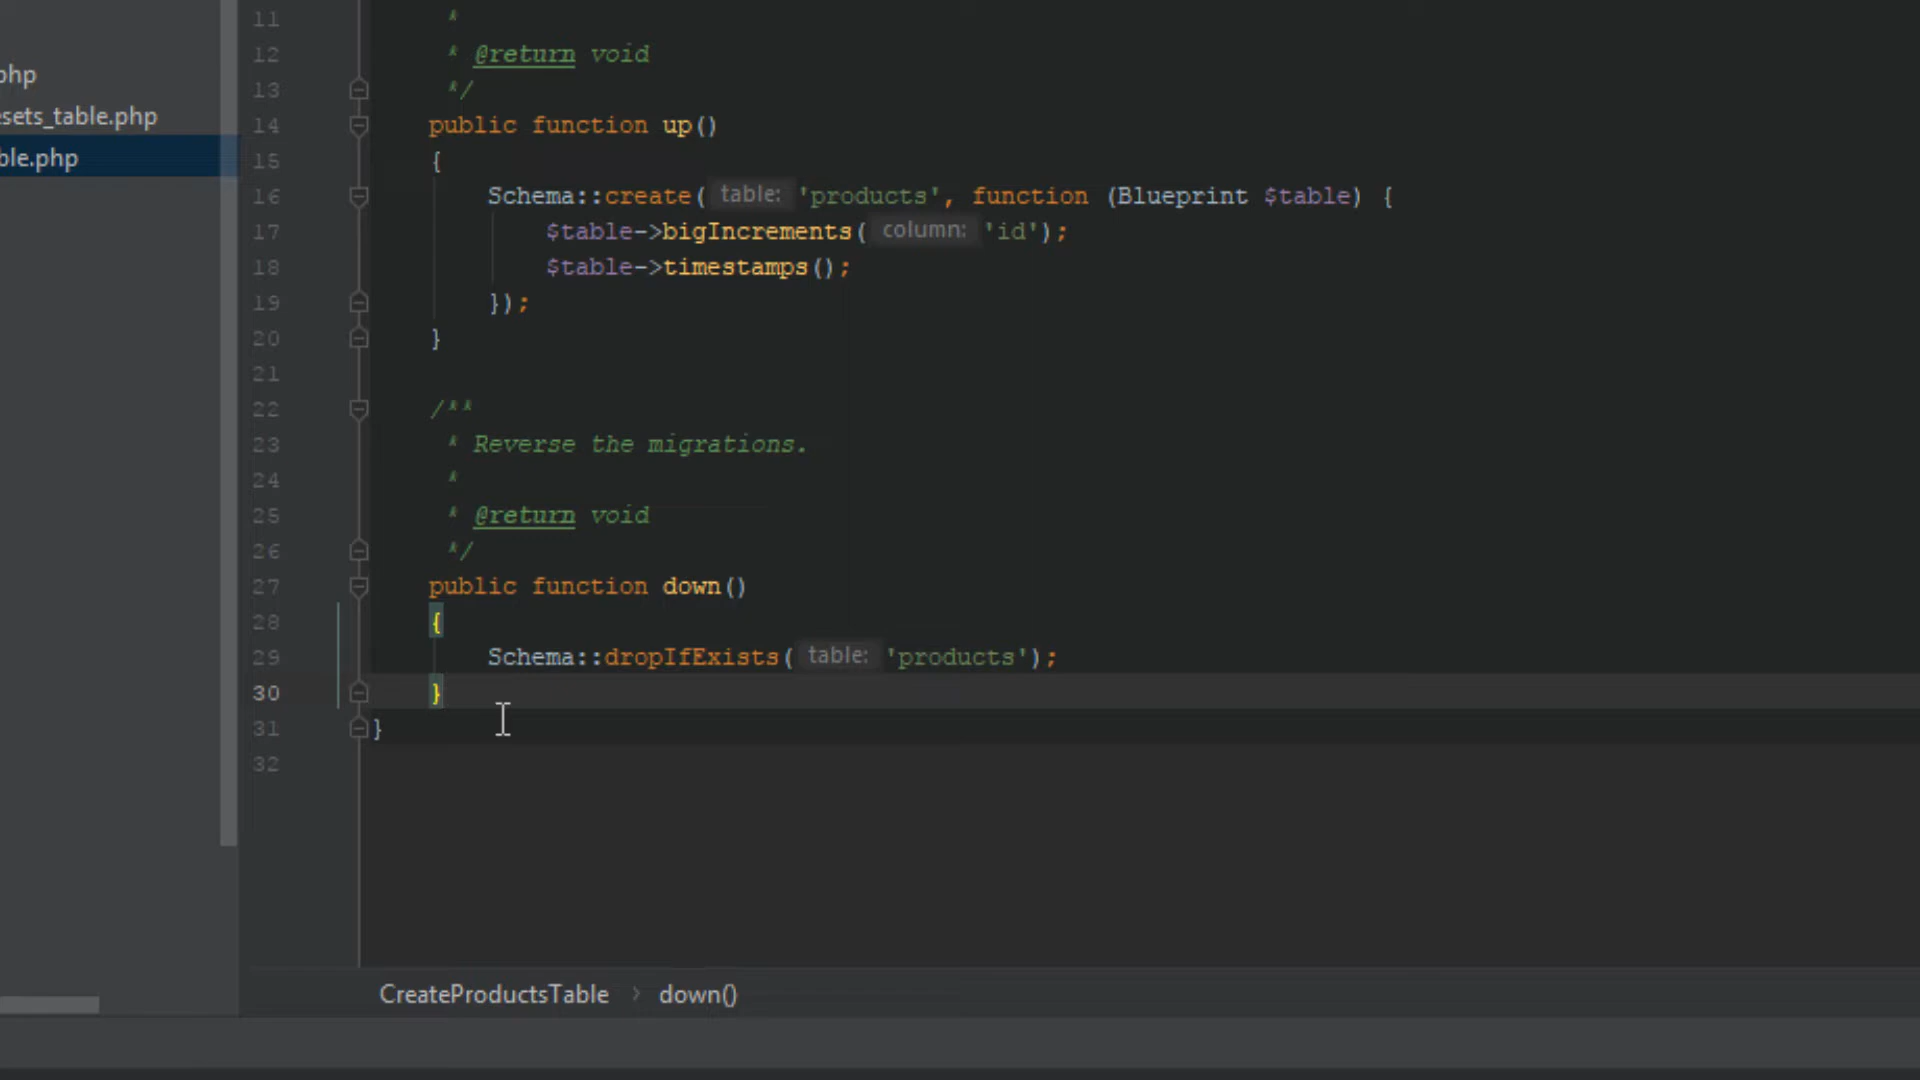 php
esets_table.php
ble.php
11 *
12 * @return void
13 */
14 public function up()
15 {
16 Schema::create( table: 'products', function (Blueprint $table) {
17 $table->bigIncrements( column: 'id');
18 $table->timestamps();
19 });
20 }
21
22 /**
23 * Reverse the migrations.
24 *
25 * @return void
26 */
27 public function down()
28 {
29 Schema::dropIfExists( table: 'products');
30 }
31 }
32
CreateProductsTable › down()